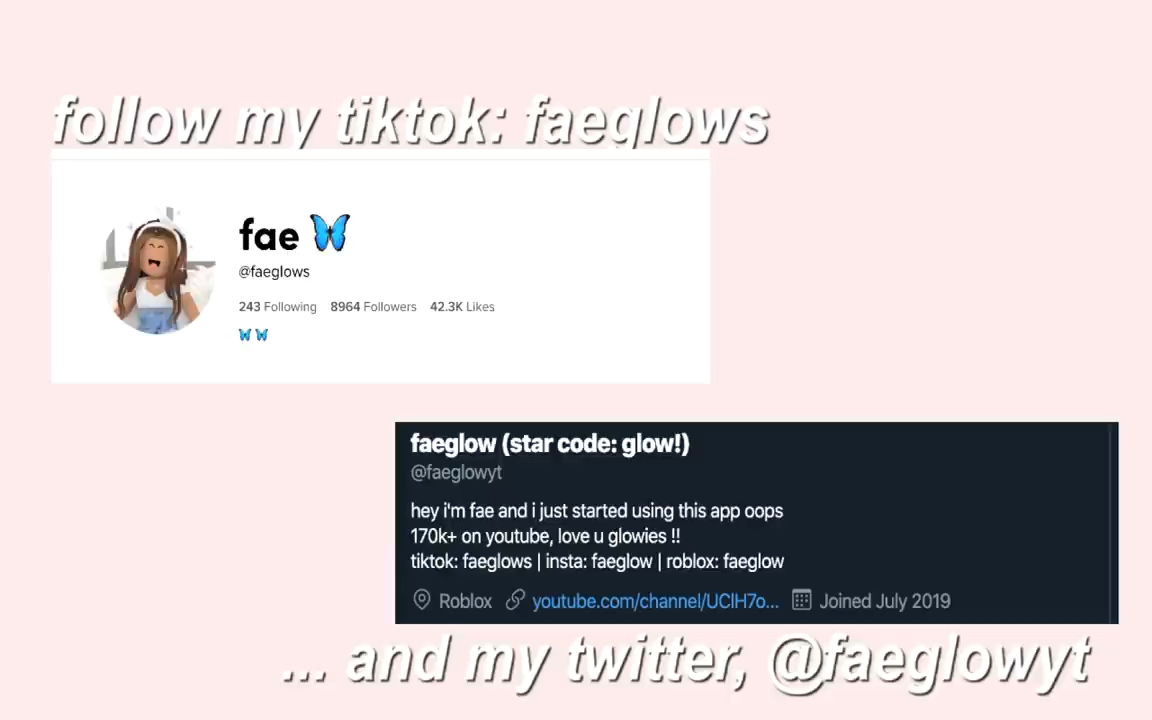 follow my tiktok: faeglows
fae 🦋
@faeglows
243 Following 8964 Followers 42.3K Likes
🦋🦋
faeglow (star code: glow!)
@faeglowyt
hey i'm fae and i just started using this app oops
170k+ on youtube, love u glowies !!
tiktok: faeglows | insta: faeglow | roblox: faeglow
Roblox youtube.com/channel/UClH7o... Joined July 2019
... and my twitter, @faeglowyt